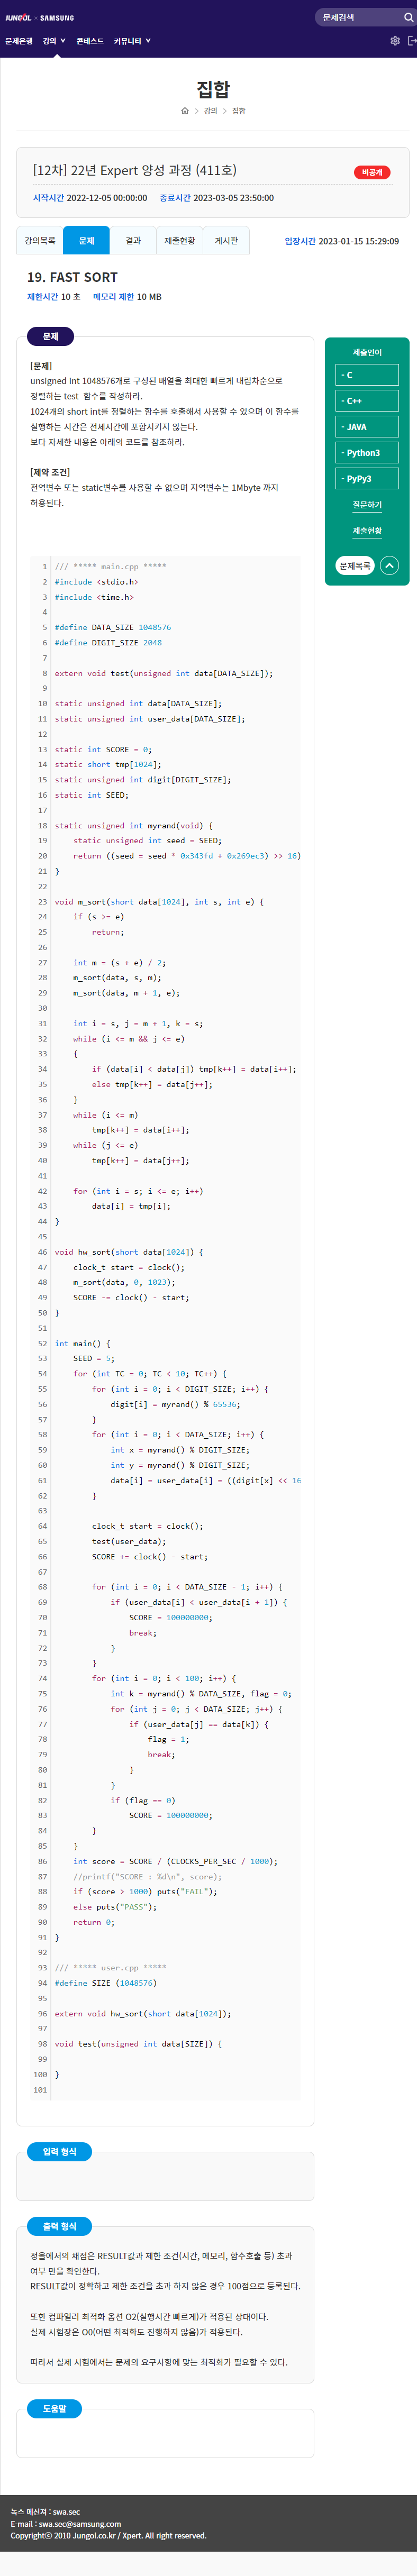 JUNGOL × SAMSUNG
문제검색
문제은행 강의 콘테스트 커뮤니티
집합
강의 > 집합
[12차] 22년 Expert 양성 과정 (411호)
비공개
시작시간 2022-12-05 00:00:00 종료시간 2023-03-05 23:50:00
강의목록 문제 결과 제출현황 게시판
입장시간 2023-01-15 15:29:09
19. FAST SORT
제한시간 10 초 메모리 제한 10 MB
문제
[문제]
unsigned int 1048576개로 구성된 배열을 최대한 빠르게 내림차순으로
정렬하는 test 함수를 작성하라.
1024개의 short int를 정렬하는 함수를 호출해서 사용할 수 있으며 이 함수를
실행하는 시간은 전체시간에 포함시키지 않는다.
보다 자세한 내용은 아래의 코드를 참조하라.
[제약 조건]
전역변수 또는 static변수를 사용할 수 없으며 지역변수는 1Mbyte 까지
허용된다.
1 /// ***** main.cpp *****
2 #include <stdio.h>
3 #include <time.h>
4
5 #define DATA_SIZE 1048576
6 #define DIGIT_SIZE 2048
7
8 extern void test(unsigned int data[DATA_SIZE]);
9
10 static unsigned int data[DATA_SIZE];
11 static unsigned int user_data[DATA_SIZE];
12
13 static int SCORE = 0;
14 static short tmp[1024];
15 static unsigned int digit[DIGIT_SIZE];
16 static int SEED;
17
18 static unsigned int myrand(void) {
19 static unsigned int seed = SEED;
20 return ((seed = seed * 0x343fd + 0x269ec3) >> 16)
21 }
22
23 void m_sort(short data[1024], int s, int e) {
24 if (s >= e)
25 return;
26
27 int m = (s + e) / 2;
28 m_sort(data, s, m);
29 m_sort(data, m + 1, e);
30
31 int i = s, j = m + 1, k = s;
32 while (i <= m && j <= e)
33 {
34 if (data[i] < data[j]) tmp[k++] = data[i++];
35 else tmp[k++] = data[j++];
36 }
37 while (i <= m)
38 tmp[k++] = data[i++];
39 while (j <= e)
40 tmp[k++] = data[j++];
41
42 for (int i = s; i <= e; i++)
43 data[i] = tmp[i];
44 }
45
46 void hw_sort(short data[1024]) {
47 clock_t start = clock();
48 m_sort(data, 0, 1023);
49 SCORE -= clock() - start;
50 }
51
52 int main() {
53 SEED = 5;
54 for (int TC = 0; TC < 10; TC++) {
55 for (int i = 0; i < DIGIT_SIZE; i++) {
56 digit[i] = myrand() % 65536;
57 }
58 for (int i = 0; i < DATA_SIZE; i++) {
59 int x = myrand() % DIGIT_SIZE;
60 int y = myrand() % DIGIT_SIZE;
61 data[i] = user_data[i] = ((digit[x] << 16
62 }
63
64 clock_t start = clock();
65 test(user_data);
66 SCORE += clock() - start;
67
68 for (int i = 0; i < DATA_SIZE - 1; i++) {
69 if (user_data[i] < user_data[i + 1]) {
70 SCORE = 100000000;
71 break;
72 }
73 }
74 for (int i = 0; i < 100; i++) {
75 int k = myrand() % DATA_SIZE, flag = 0;
76 for (int j = 0; j < DATA_SIZE; j++) {
77 if (user_data[j] == data[k]) {
78 flag = 1;
79 break;
80 }
81 }
82 if (flag == 0)
83 SCORE = 100000000;
84 }
85 }
86 int score = SCORE / (CLOCKS_PER_SEC / 1000);
87 //printf("SCORE : %d\n", score);
88 if (score > 1000) puts("FAIL");
89 else puts("PASS");
90 return 0;
91 }
92
93 /// ***** user.cpp *****
94 #define SIZE (1048576)
95
96 extern void hw_sort(short data[1024]);
97
98 void test(unsigned int data[SIZE]) {
99
100 }
101
제출언어
- C
- C++
- JAVA
- Python3
- PyPy3
질문하기
제출현황
문제목록
입력 형식
출력 형식
정올에서의 채점은 RESULT값과 제한 조건(시간, 메모리, 함수호출 등) 초과
여부 만을 확인한다.
RESULT값이 정확하고 제한 조건을 초과 하지 않은 경우 100점으로 등록된다.
또한 컴파일러 최적화 옵션 O2(실행시간 빠르게)가 적용된 상태이다.
실제 시험장은 O0(어떤 최적화도 진행하지 않음)가 적용된다.
따라서 실제 시험에서는 문제의 요구사항에 맞는 최적화가 필요할 수 있다.
도움말
녹스 메신져 : swa.sec
E-mail : swa.sec@samsung.com
Copyrightⓒ 2010 Jungol.co.kr / Xpert. All right reserved.